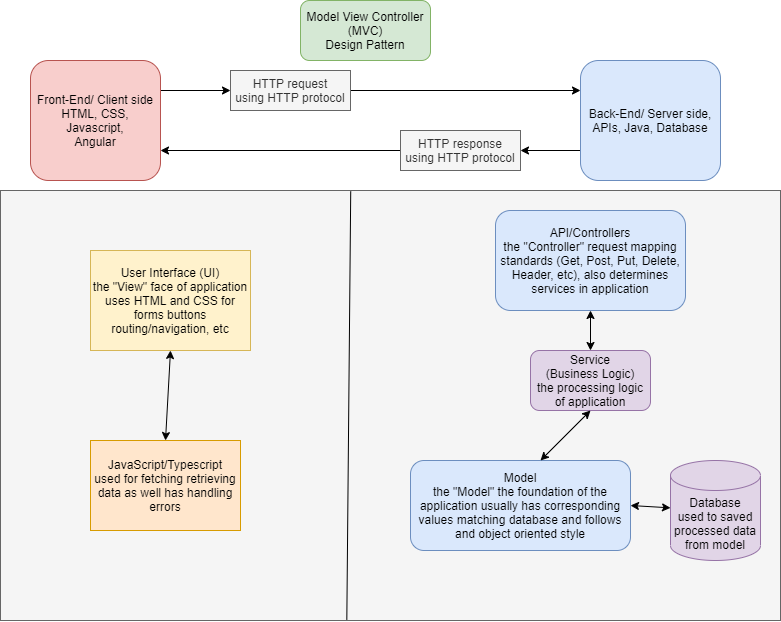 Model View Controller
(MVC)
Design Pattern
Front-End/ Client side
HTML, CSS,
Javascript,
Angular
HTTP request
using HTTP protocol
Back-End/ Server side,
APIs, Java, Database
HTTP response
using HTTP protocol
User Interface (UI)
the "View" face of application
uses HTML and CSS for
forms buttons
routing/navigation, etc
JavaScript/Typescript
used for fetching retrieving
data as well has handling
errors
API/Controllers
the "Controller" request mapping
standards (Get, Post, Put, Delete,
Header, etc), also determines
services in application
Service
(Business Logic)
the processing logic
of application
Model
the "Model" the foundation of the
application usually has corresponding
values matching database and follows
and object oriented style
Database
used to saved
processed data
from model